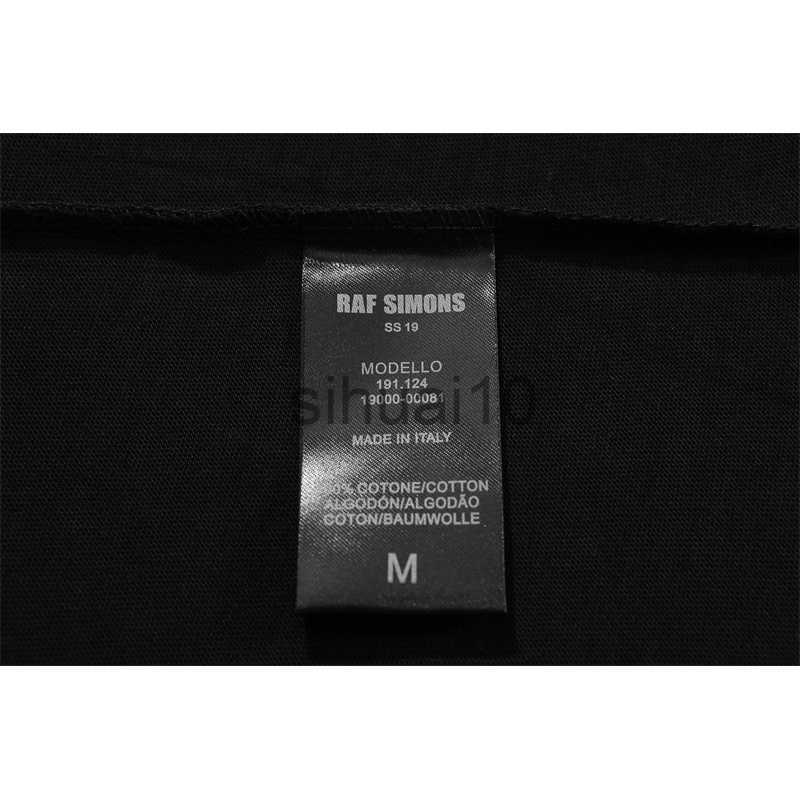 RAF SIMONS
SS 19
MODELLO
191.124
19000-00081
sihuai10
MADE IN ITALY
COTONE/COTTON
ALGODÓN/ALGODÃO
COTON/BAUMWOLLE
M